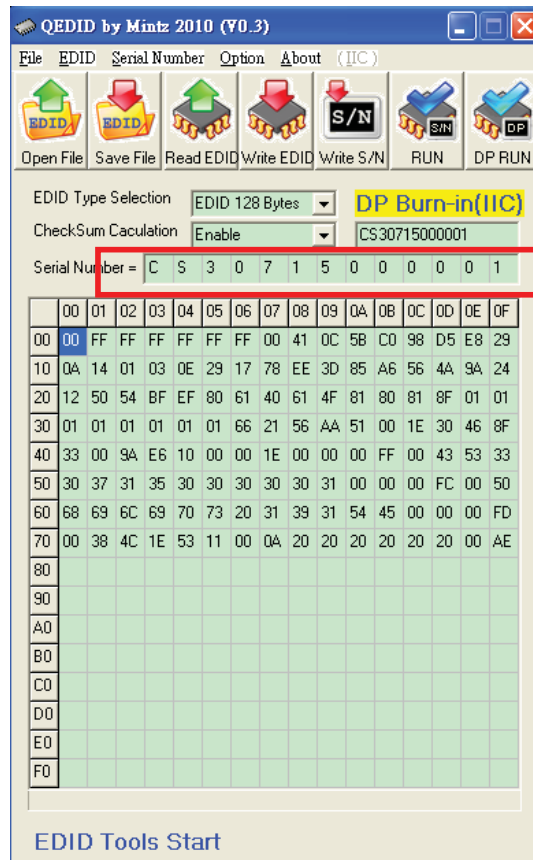 QEDID by Mintz 2010 (V0.3)
File EDID Serial Number Option About (IIC)
EDID EDID S/N S/N DP
Open File Save File Read EDID Write EDID Write S/N RUN DP RUN
EDID Type Selection EDID 128 Bytes DP Burn-in(IIC)
CheckSum Caculation Enable CS30715000001
Serial Number = C S 3 0 7 1 5 0 0 0 0 0 1
00 01 02 03 04 05 06 07 08 09 0A 0B 0C 0D 0E 0F
00 00 FF FF FF FF FF FF 00 41 0C 5B C0 98 D5 E8 29
10 0A 14 01 03 0E 29 17 78 EE 3D 85 A6 56 4A 9A 24
20 12 50 54 BF EF 80 61 40 61 4F 81 80 81 8F 01 01
30 01 01 01 01 01 01 66 21 56 AA 51 00 1E 30 46 8F
40 33 00 9A E6 10 00 00 1E 00 00 00 FF 00 43 53 33
50 30 37 31 35 30 30 30 30 30 31 00 00 00 FC 00 50
60 68 69 6C 69 70 73 20 31 39 31 54 45 00 00 00 FD
70 00 38 4C 1E 53 11 00 0A 20 20 20 20 20 20 00 AE
80
90
A0
B0
C0
D0
E0
F0
EDID Tools Start